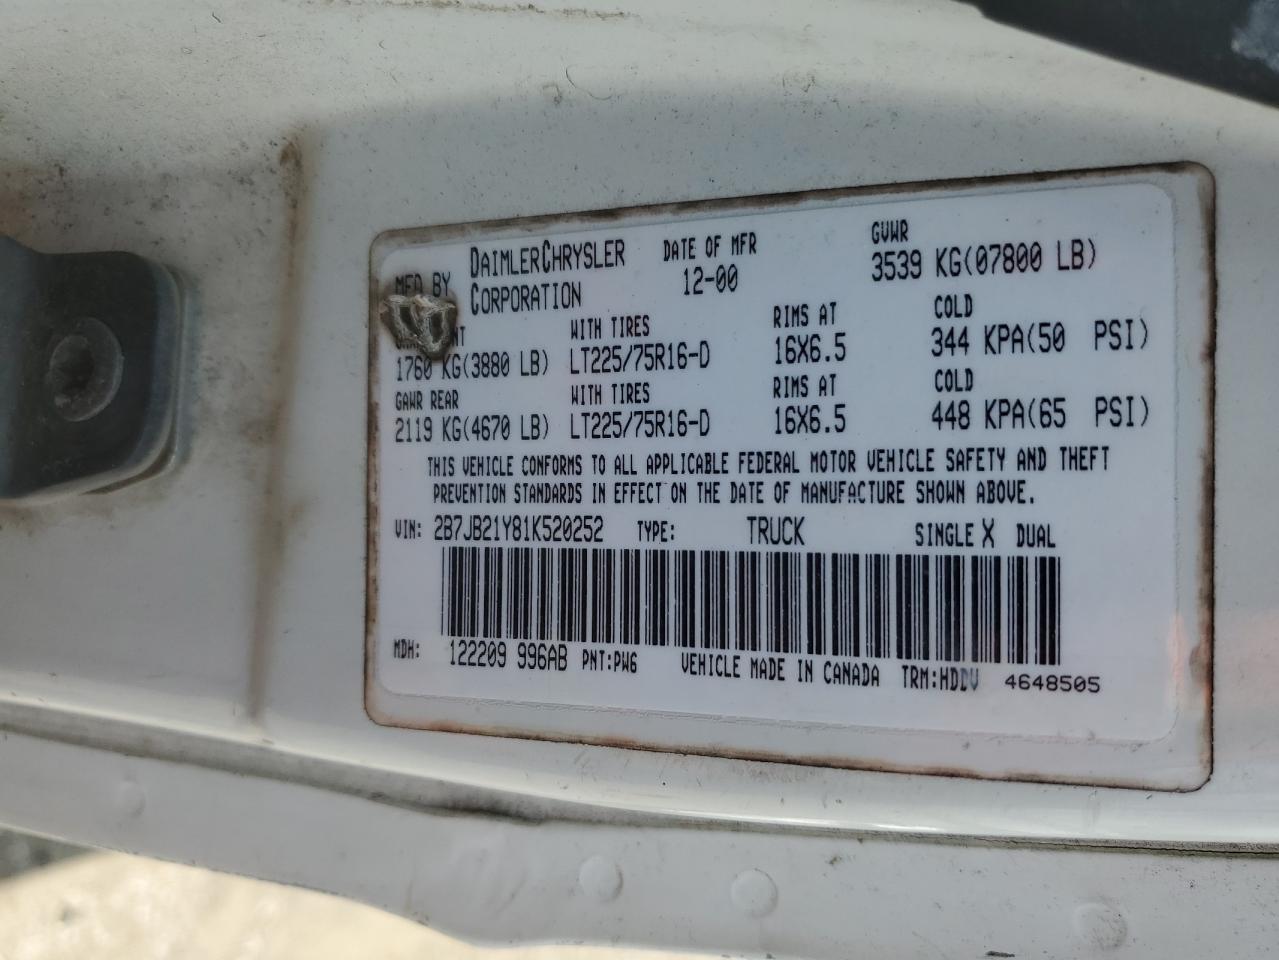 MFD BY DAIMLERCHRYSLER CORPORATION DATE OF MFR 12-00 GVWR 3539 KG(07800 LB)
WITH TIRES RIMS AT COLD
1760 KG(3880 LB) LT225/75R16-D 16X6.5 344 KPA(50 PSI)
GAWR REAR WITH TIRES RIMS AT COLD
2119 KG(4670 LB) LT225/75R16-D 16X6.5 448 KPA(65 PSI)
THIS VEHICLE CONFORMS TO ALL APPLICABLE FEDERAL MOTOR VEHICLE SAFETY AND THEFT
PREVENTION STANDARDS IN EFFECT ON THE DATE OF MANUFACTURE SHOWN ABOVE.
VIN: 2B7JB21Y81K520252 TYPE: TRUCK SINGLE X DUAL
MDH: 122209 996AB PNT:PW6 VEHICLE MADE IN CANADA 4648505